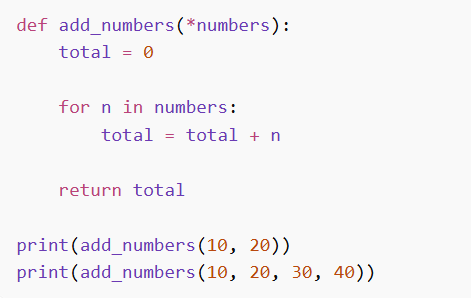 def add_numbers(*numbers):
    total = 0

    for n in numbers:
        total = total + n

    return total

print(add_numbers(10, 20))
print(add_numbers(10, 20, 30, 40))